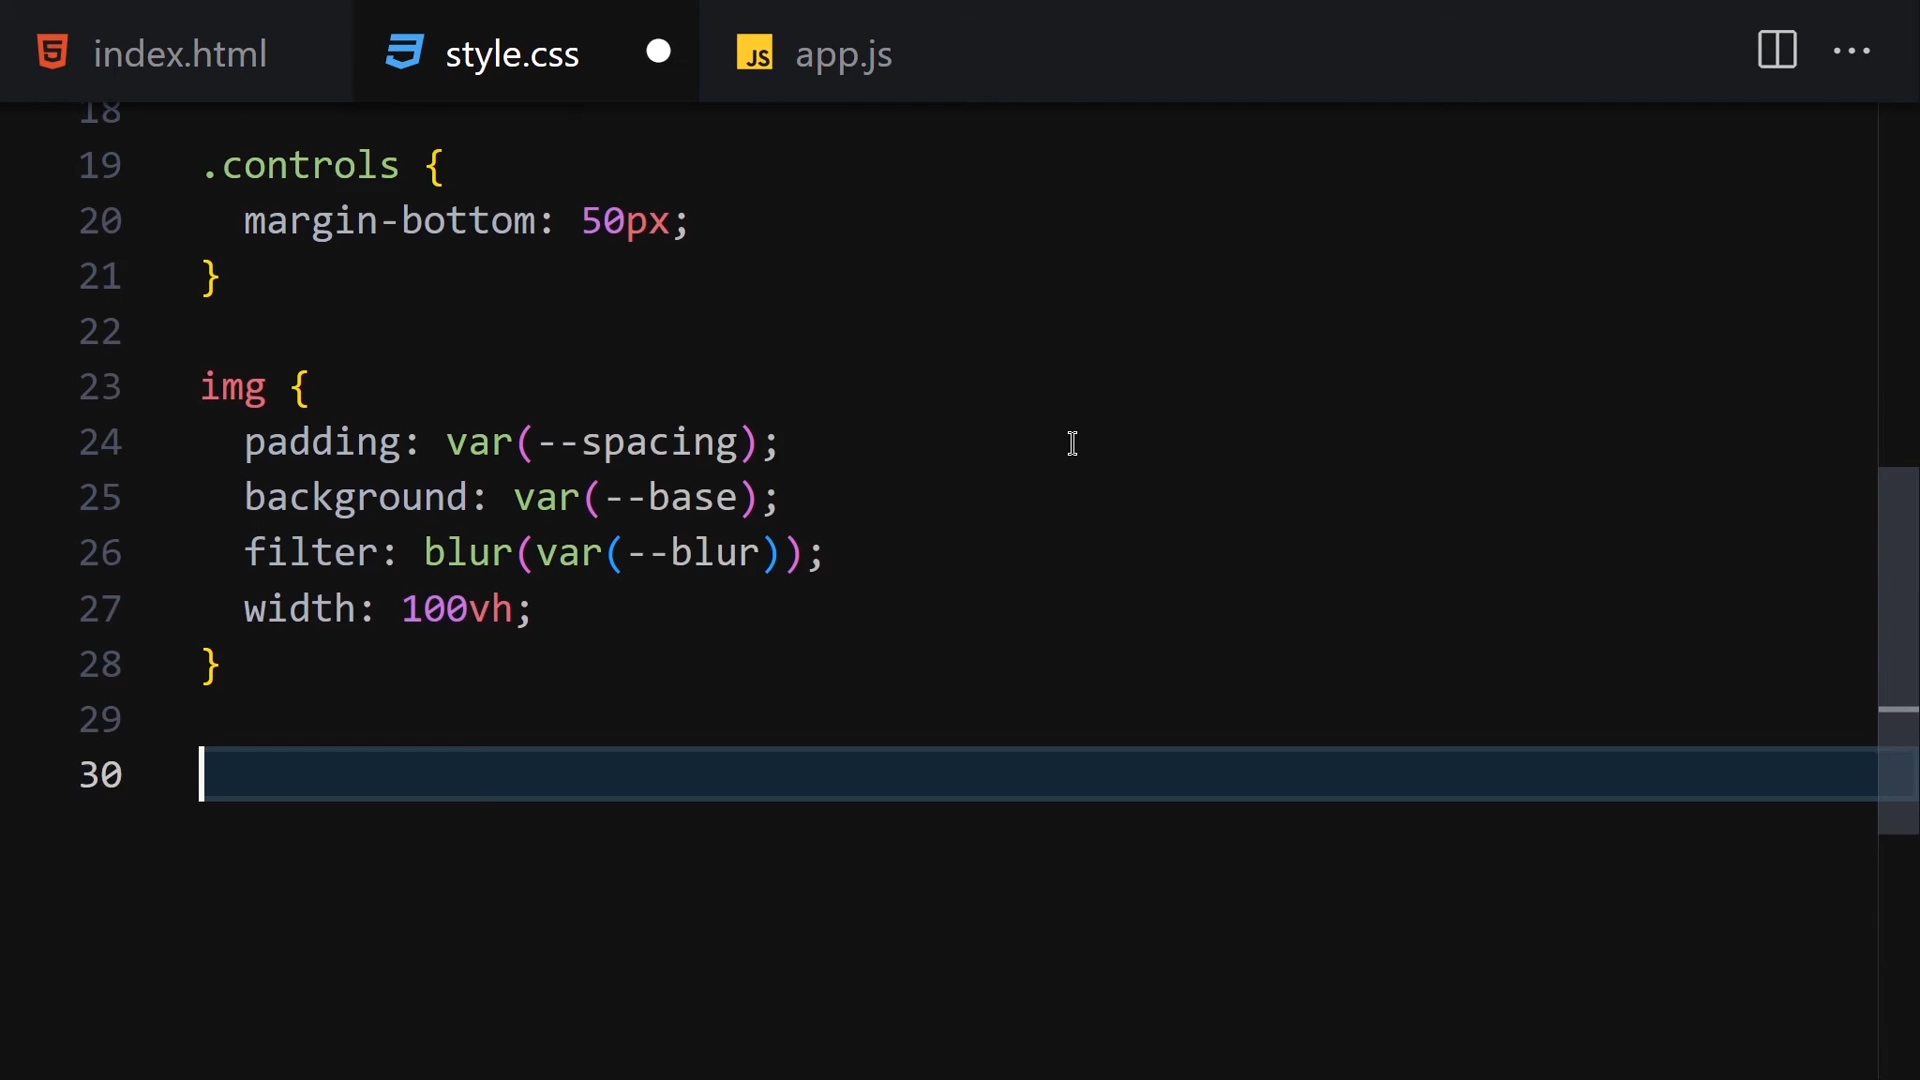 index.html style.css JS app.js
18
19 .controls {
20 margin-bottom: 50px;
21 }
22
23 img {
24 padding: var(--spacing);
25 background: var(--base);
26 filter: blur(var(--blur));
27 width: 100vh;
28 }
29
30